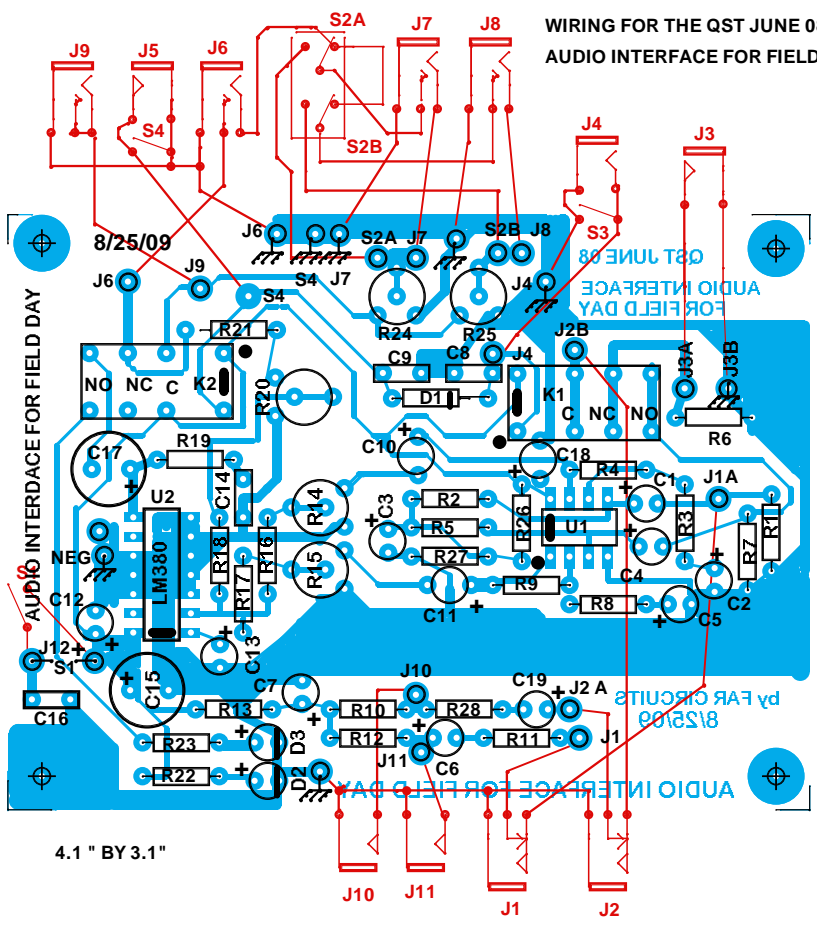 WIRING FOR THE QST JUNE 0
AUDIO INTERFACE FOR FIELD
S2A
J9
J5
J6
J7
J8
S4
S2B
J4
J3
S3
8/25/09
J6
S2A
J7
S2B
J8
S4
J7
J4
QST JUNE 08
AUDIO INTERFACE
FOR FIELD DAY
J6
J9
S4
R24
R25
J2B
J4
J3A
J3B
R21
C9
C8
D1
NO
NC
C
K2
R20
K1
C
NC
NO
R6
AUDIO INTERDACE FOR FIELD DAY
C17
R19
C10
C18
R4
C1
J1A
U2
C14
R14
C3
R2
R5
R27
R26
U1
R3
R7
R1
NEG
LM380
R18
R16
R15
C4
R17
C11
R9
R8
C5
C2
S
C12
C13
J12
S1
C15
C16
C7
J10
C19
J2 A
by FAR CIRCUITS
8/25/09
R13
R10
R28
R12
J11
C6
R11
J1
R23
D3
R22
D2
AUDIO INTERFACE FOR FIELD DAY
4.1 " BY 3.1"
J10
J11
J1
J2